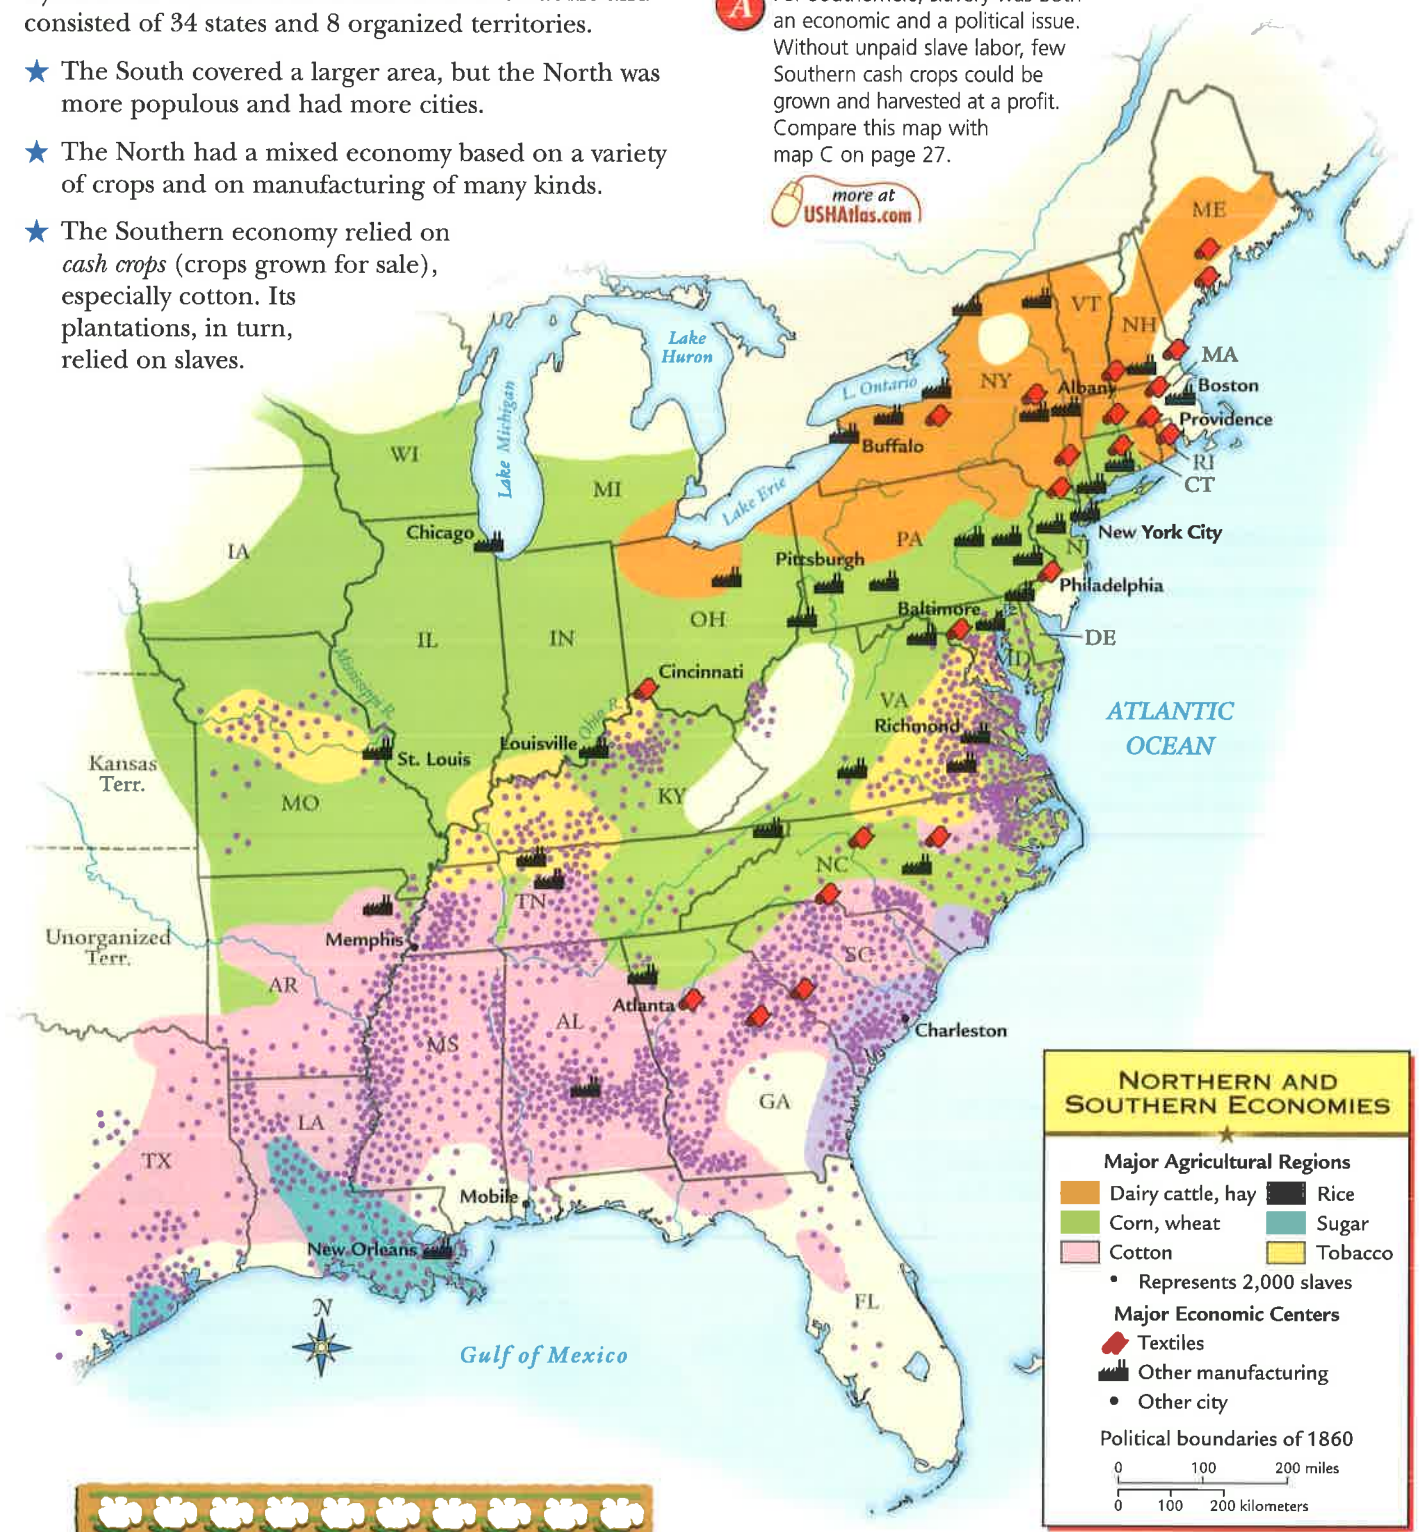 consisted of 34 states and 8 organized territories.
★ The South covered a larger area, but the North was
more populous and had more cities.
★ The North had a mixed economy based on a variety
of crops and on manufacturing of many kinds.
★ The Southern economy relied on
cash crops (crops grown for sale),
especially cotton. Its
plantations, in turn,
relied on slaves.
A
an economic and a political issue.
Without unpaid slave labor, few
Southern cash crops could be
grown and harvested at a profit.
Compare this map with
map C on page 27.
more at
USHAtlas.com
ME
Lake
Huron
VT
NH
MA
L. Ontario
NY
Albany
Boston
Lake Michigan
Providence
WI
Buffalo
RI
MI
Lake Erie
CT
Chicago
New York City
IA
PA
NJ
Pittsburgh
Philadelphia
Baltimore
OH
IL
IN
DE
MD
Mississippi R.
Cincinnati
VA
ATLANTIC
OCEAN
Ohio R.
Richmond
Louisville
St. Louis
Kansas
Terr.
MO
KY
NC
TN
Unorganized
Terr.
Memphis
SC
AR
Atlanta
AL
Charleston
MS
GA
LA
TX
Mobile
New Orleans
FL
N
Gulf of Mexico
NORTHERN AND
SOUTHERN ECONOMIES
Major Agricultural Regions
Dairy cattle, hay
Rice
Corn, wheat
Sugar
Cotton
Tobacco
Represents 2,000 slaves
Major Economic Centers
Textiles
Other manufacturing
Other city
Political boundaries of 1860
0 100 200 miles
0 100 200 kilometers